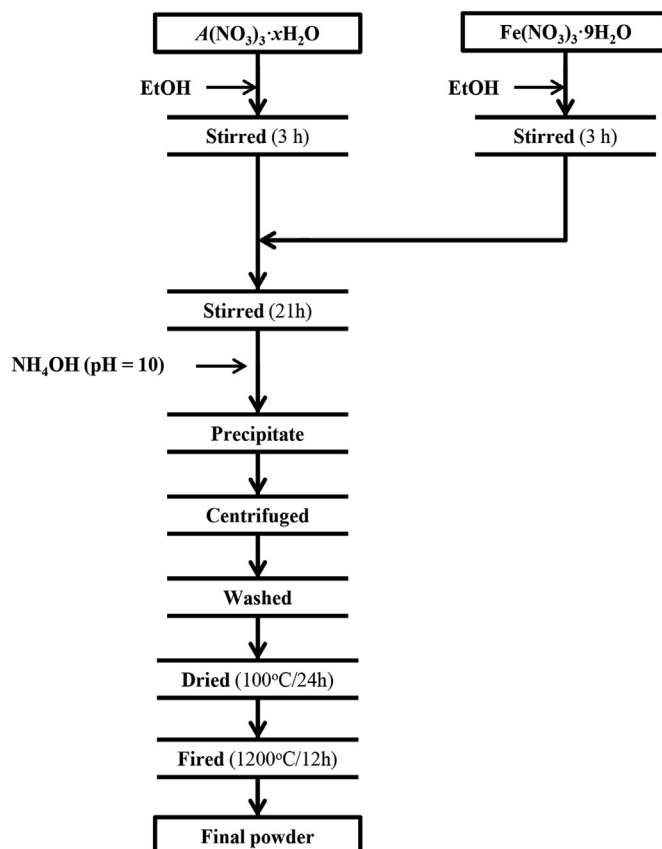 A(NO₃)₃·xH₂O
Fe(NO₃)₃·9H₂O
EtOH
EtOH
Stirred (3 h)
Stirred (3 h)
Stirred (21h)
NH₄OH (pH = 10)
Precipitate
Centrifuged
Washed
Dried (100°C/24h)
Fired (1200°C/12h)
Final powder